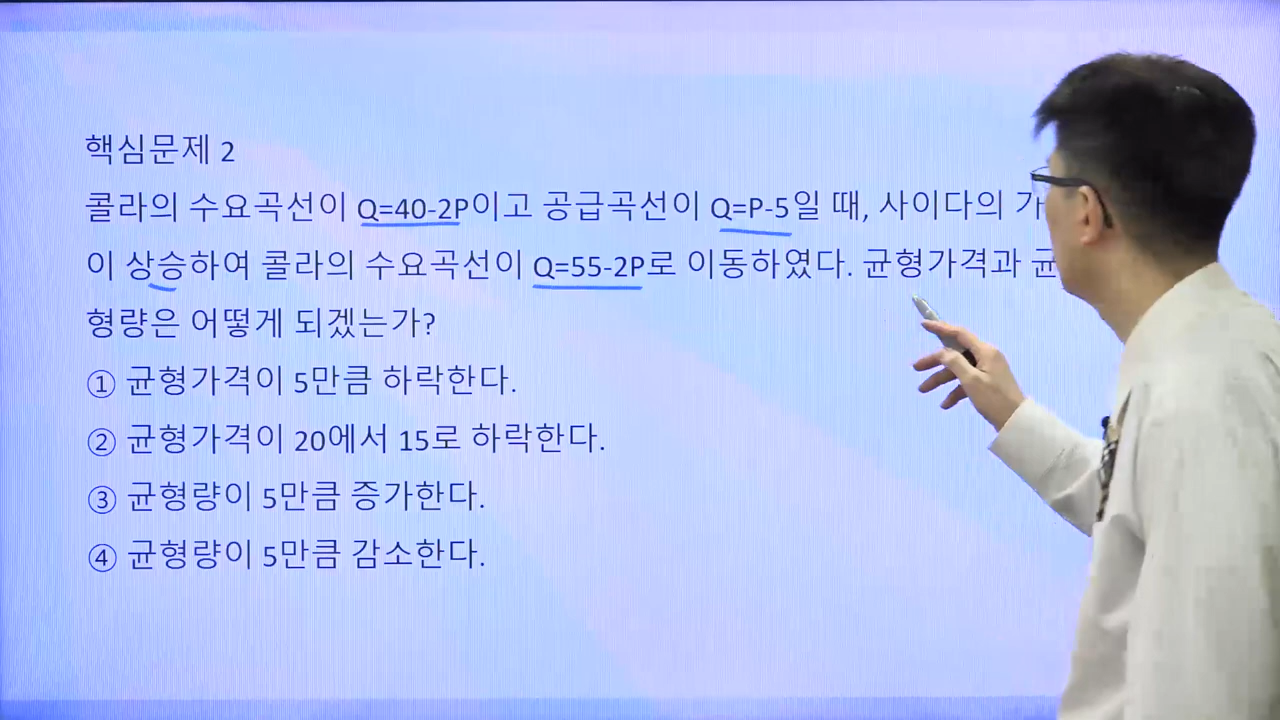 핵심문제 2
콜라의 수요곡선이 Q=40-2P이고 공급곡선이 Q=P-5일 때, 사이다의 가
이 상승하여 콜라의 수요곡선이 Q=55-2P로 이동하였다. 균형가격과 균
형량은 어떻게 되겠는가?
① 균형가격이 5만큼 하락한다.
② 균형가격이 20에서 15로 하락한다.
③ 균형량이 5만큼 증가한다.
④ 균형량이 5만큼 감소한다.